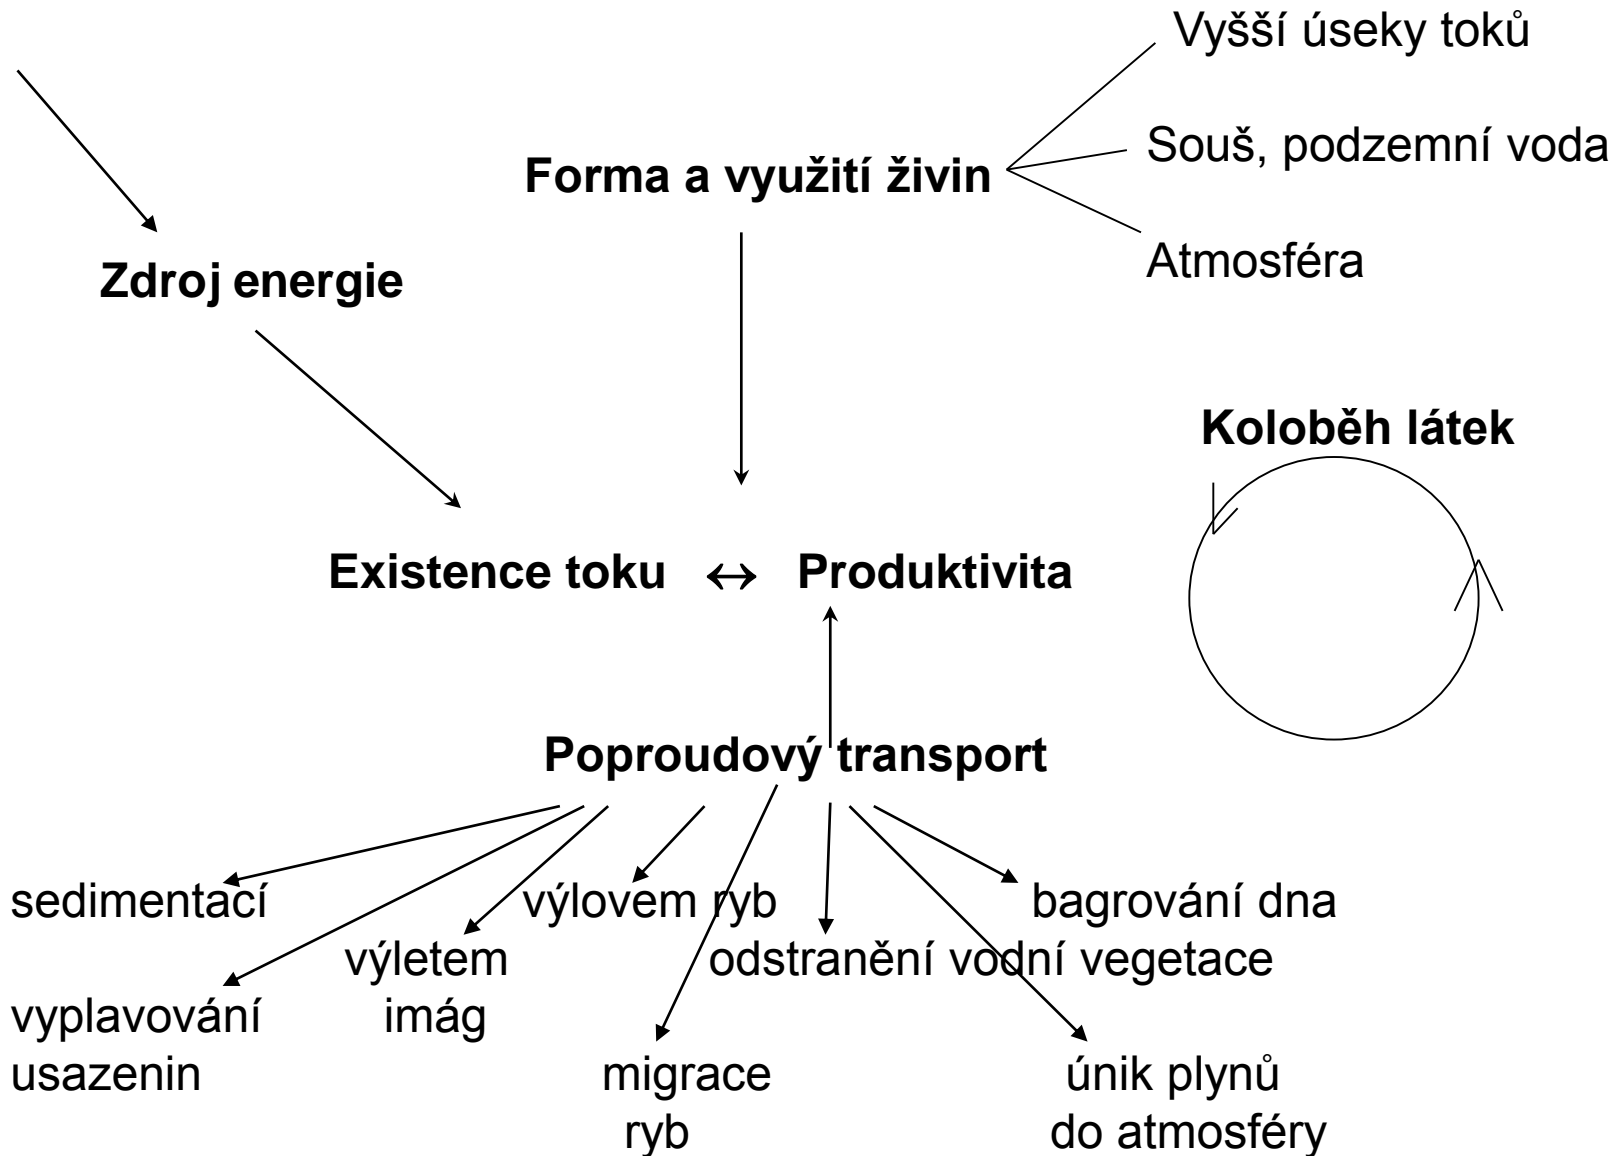 Vyšší úseky toků
Souš, podzemní voda
Forma a využití živin
Atmosféra
Zdroj energie
Koloběh látek
Existence toku ↔ Produktivita
Poproudový transport
sedimentací
výlovem ryb
bagrování dna
výletem
imág
odstranění vodní vegetace
vyplavování
usazenin
migrace
ryb
únik plynů
do atmosféry